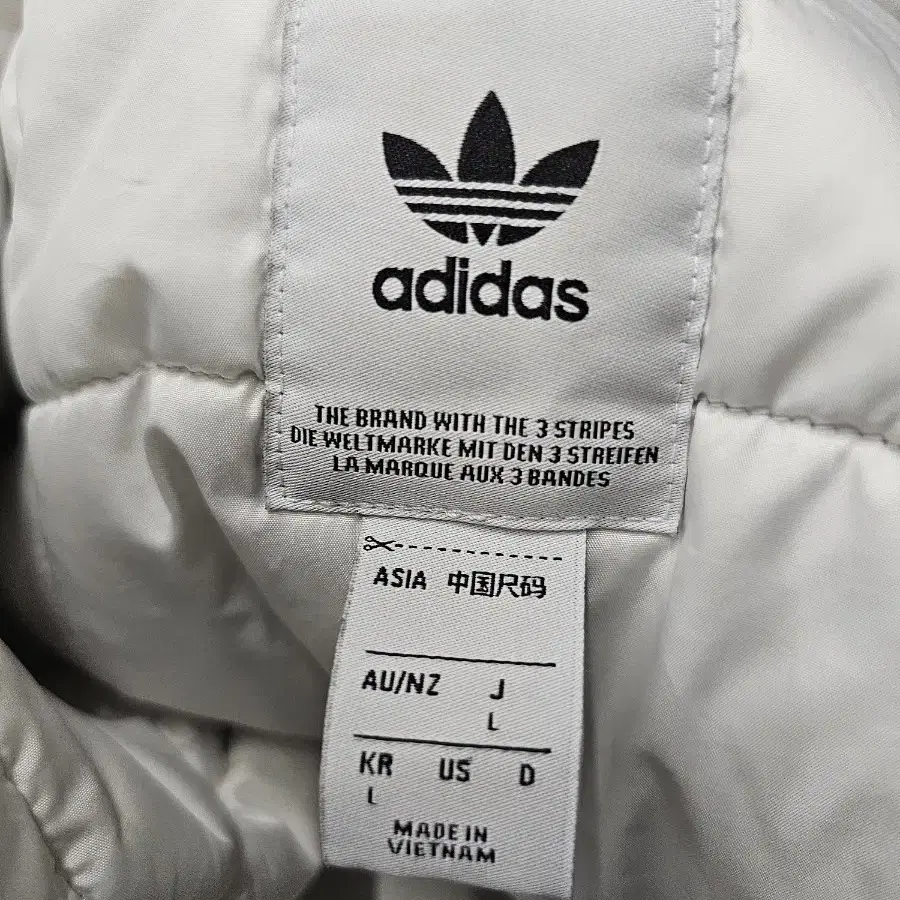 adidas
THE BRAND WITH THE 3 STRIPES
DIE WELTMARKE MIT DEN 3 STREIFEN
LA MARQUE AUX 3 BANDES
ASIA 中国尺码
AU/NZ J
L
KR US D
L
MADE IN
VIETNAM